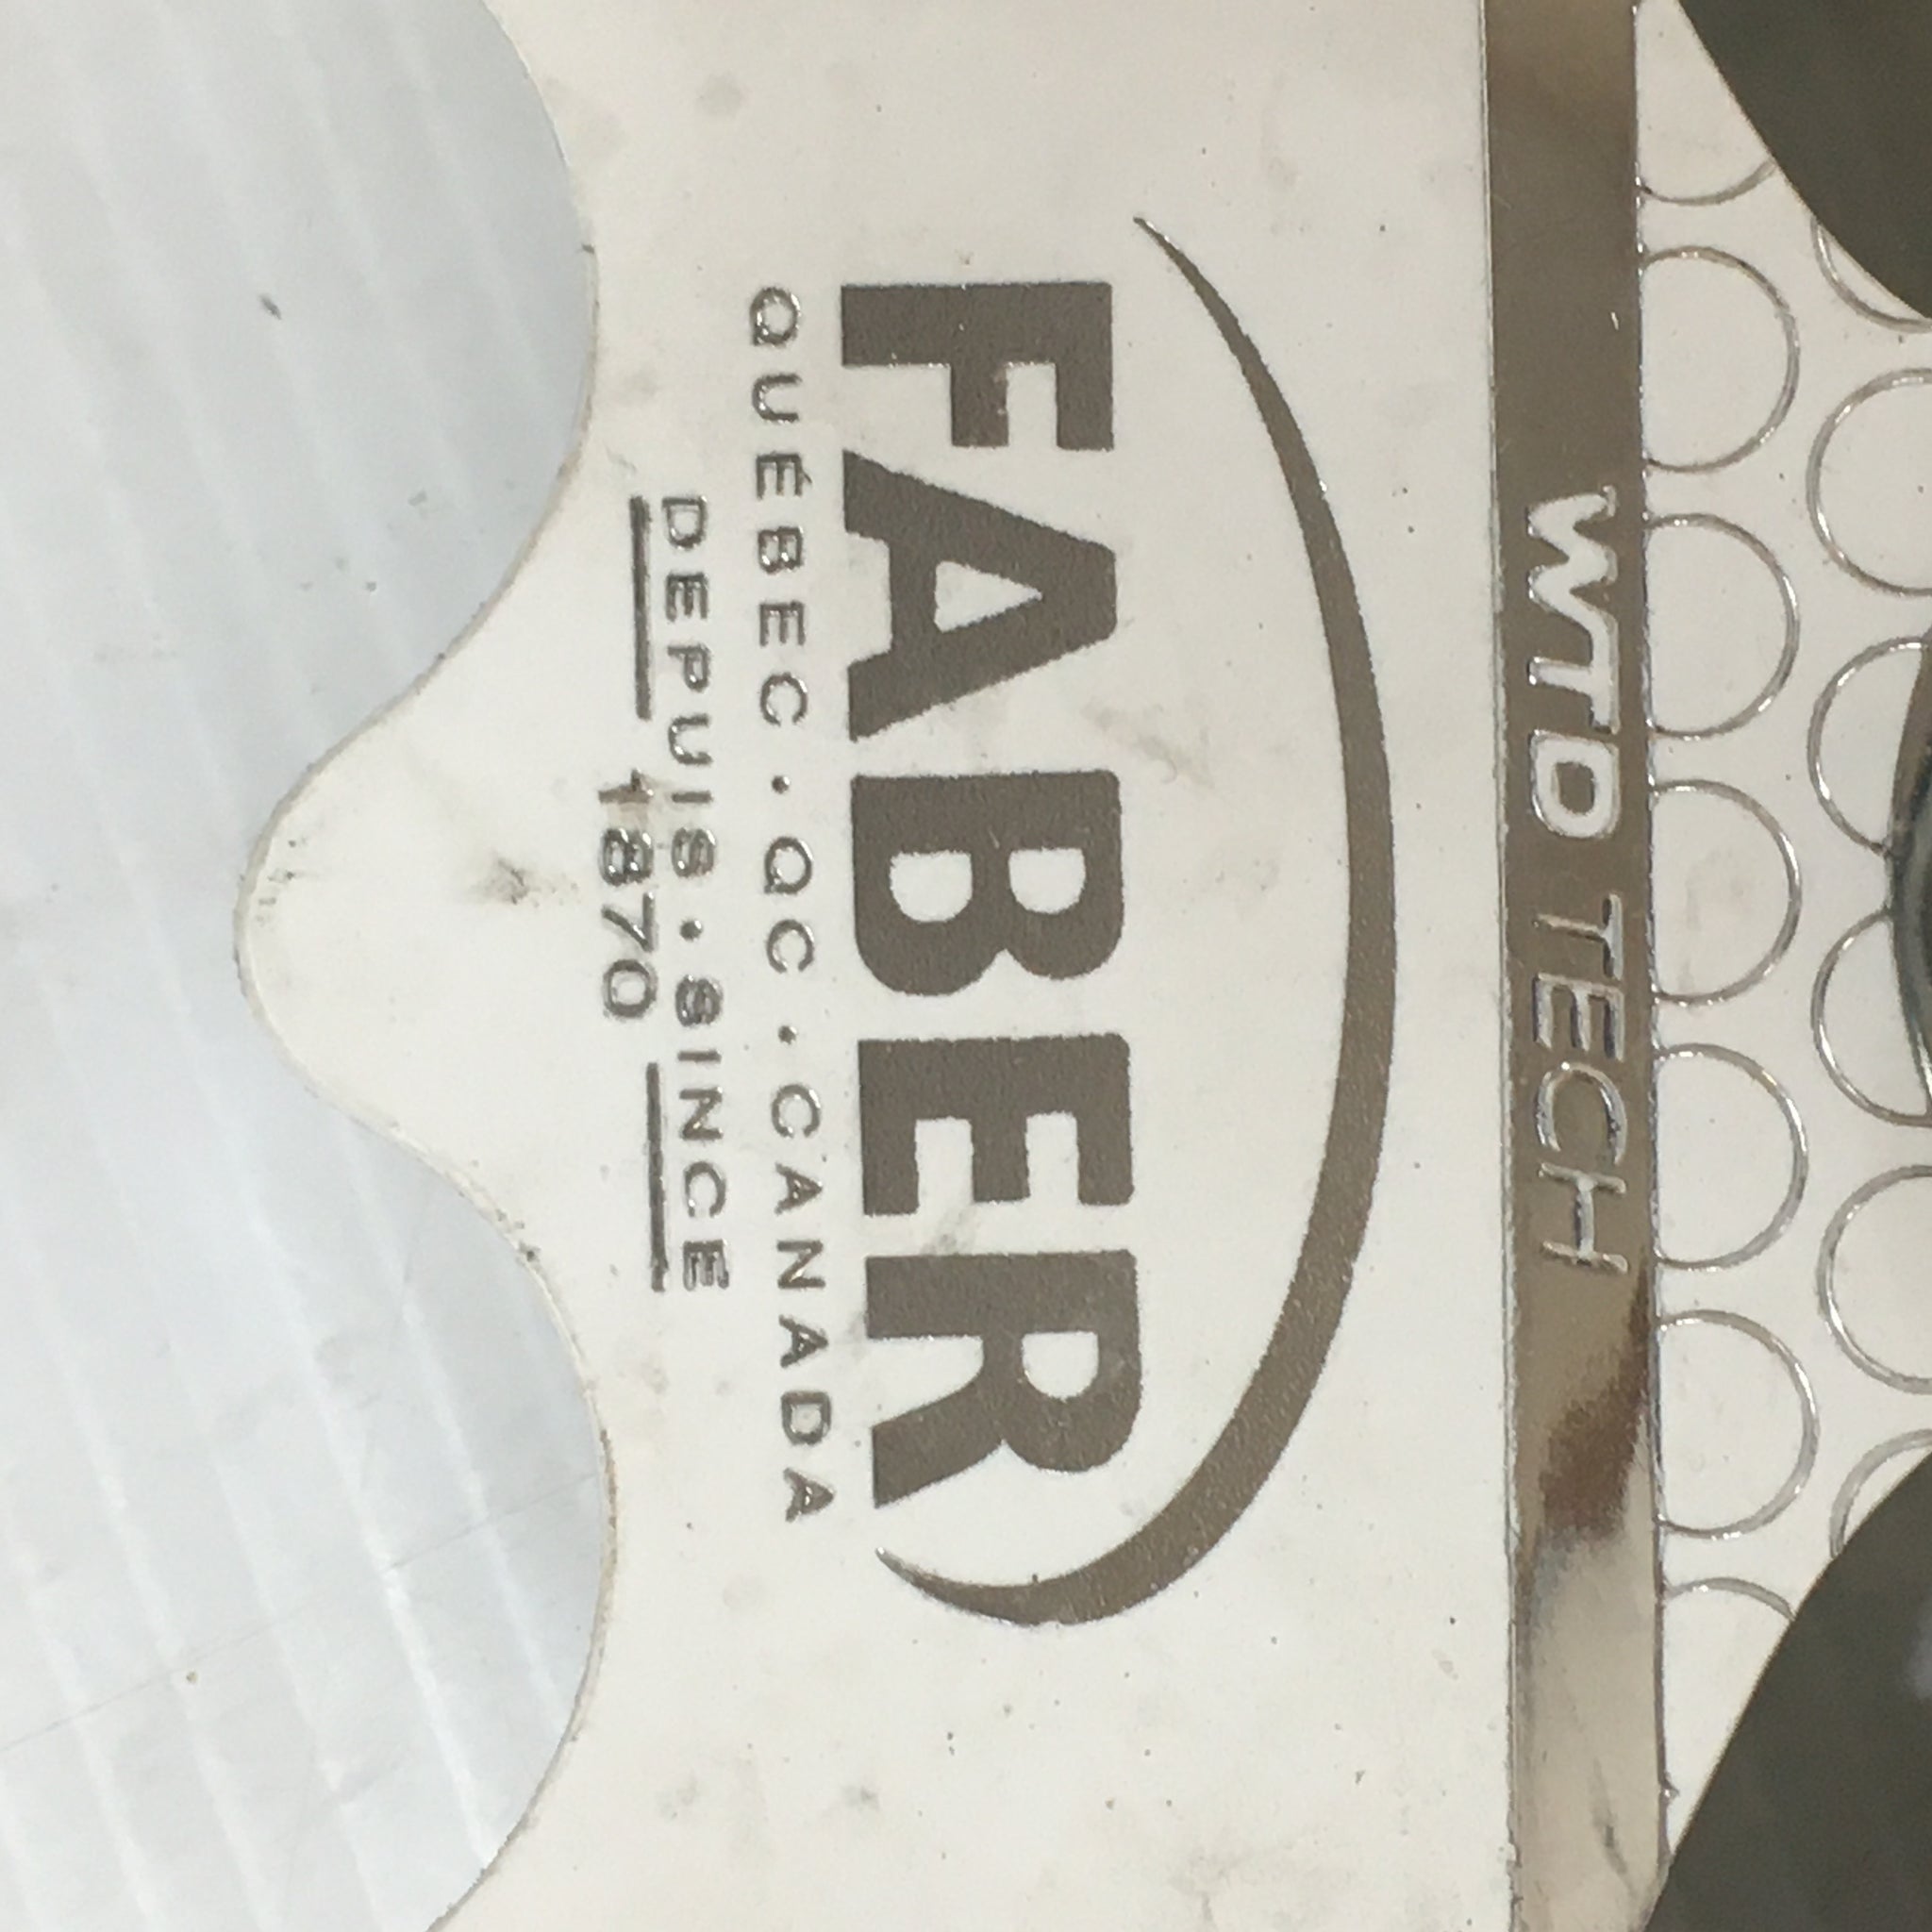 WTD TECH
FABER
QUÉBEC · QC · CANADA
DEPUIS · SINCE
1870